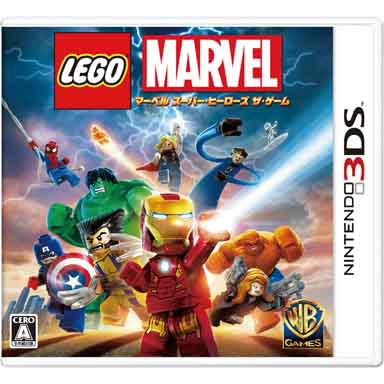 LEGO
MARVEL
マーベル スーパー・ヒーローズ ザ・ゲーム
NINTENDO 3DS
CERO
A
WB
GAMES